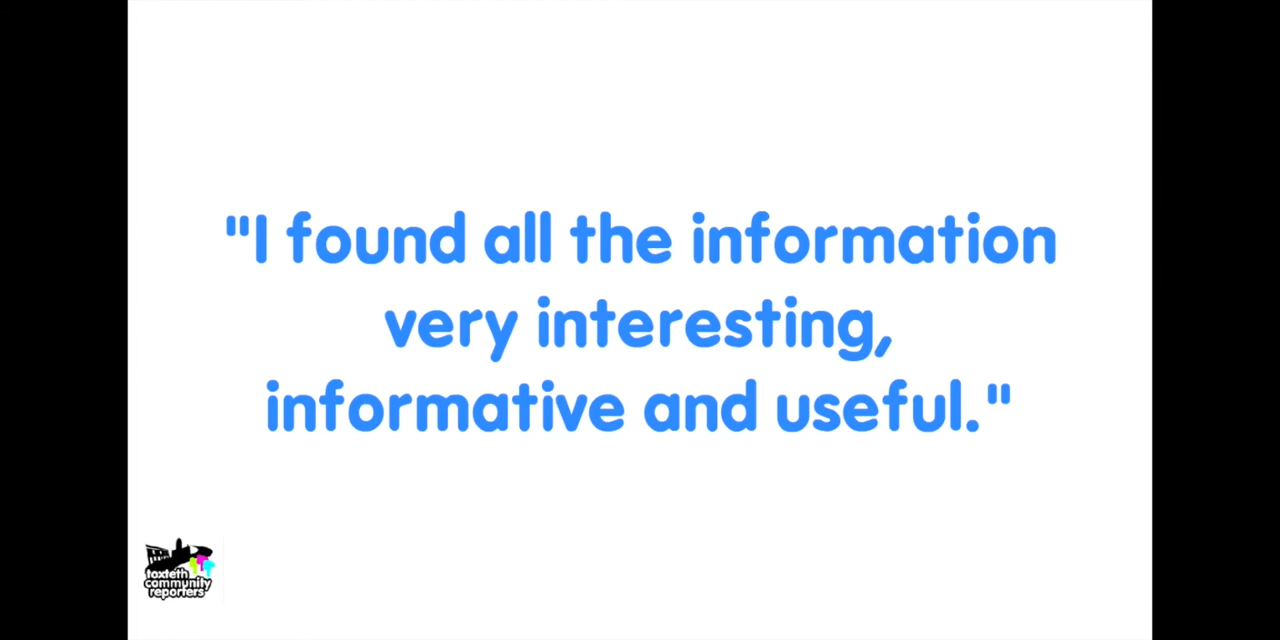 "I found all the information
very interesting,
informative and useful."
toxteth
community
reporters